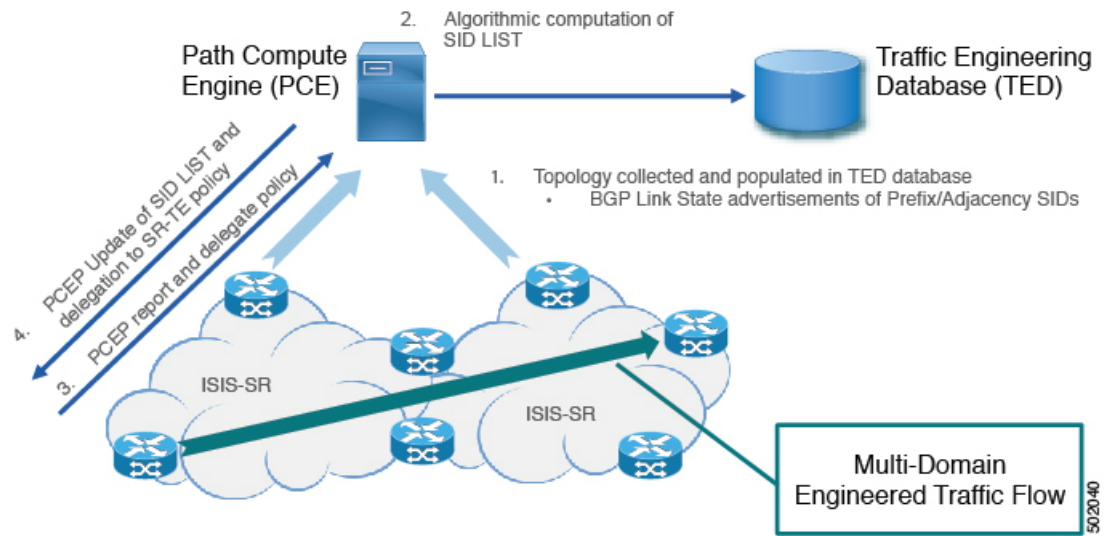 2. Algorithmic computation of
SID LIST
Path Compute
Engine (PCE)
Traffic Engineering
Database (TED)
1. Topology collected and populated in TED database
• BGP Link State advertisements of Prefix/Adjacency SIDs
4. PCEP Update of SID LIST and
delegation to SR-TE policy
3. PCEP report and delegate policy
ISIS-SR
ISIS-SR
Multi-Domain
Engineered Traffic Flow
502040